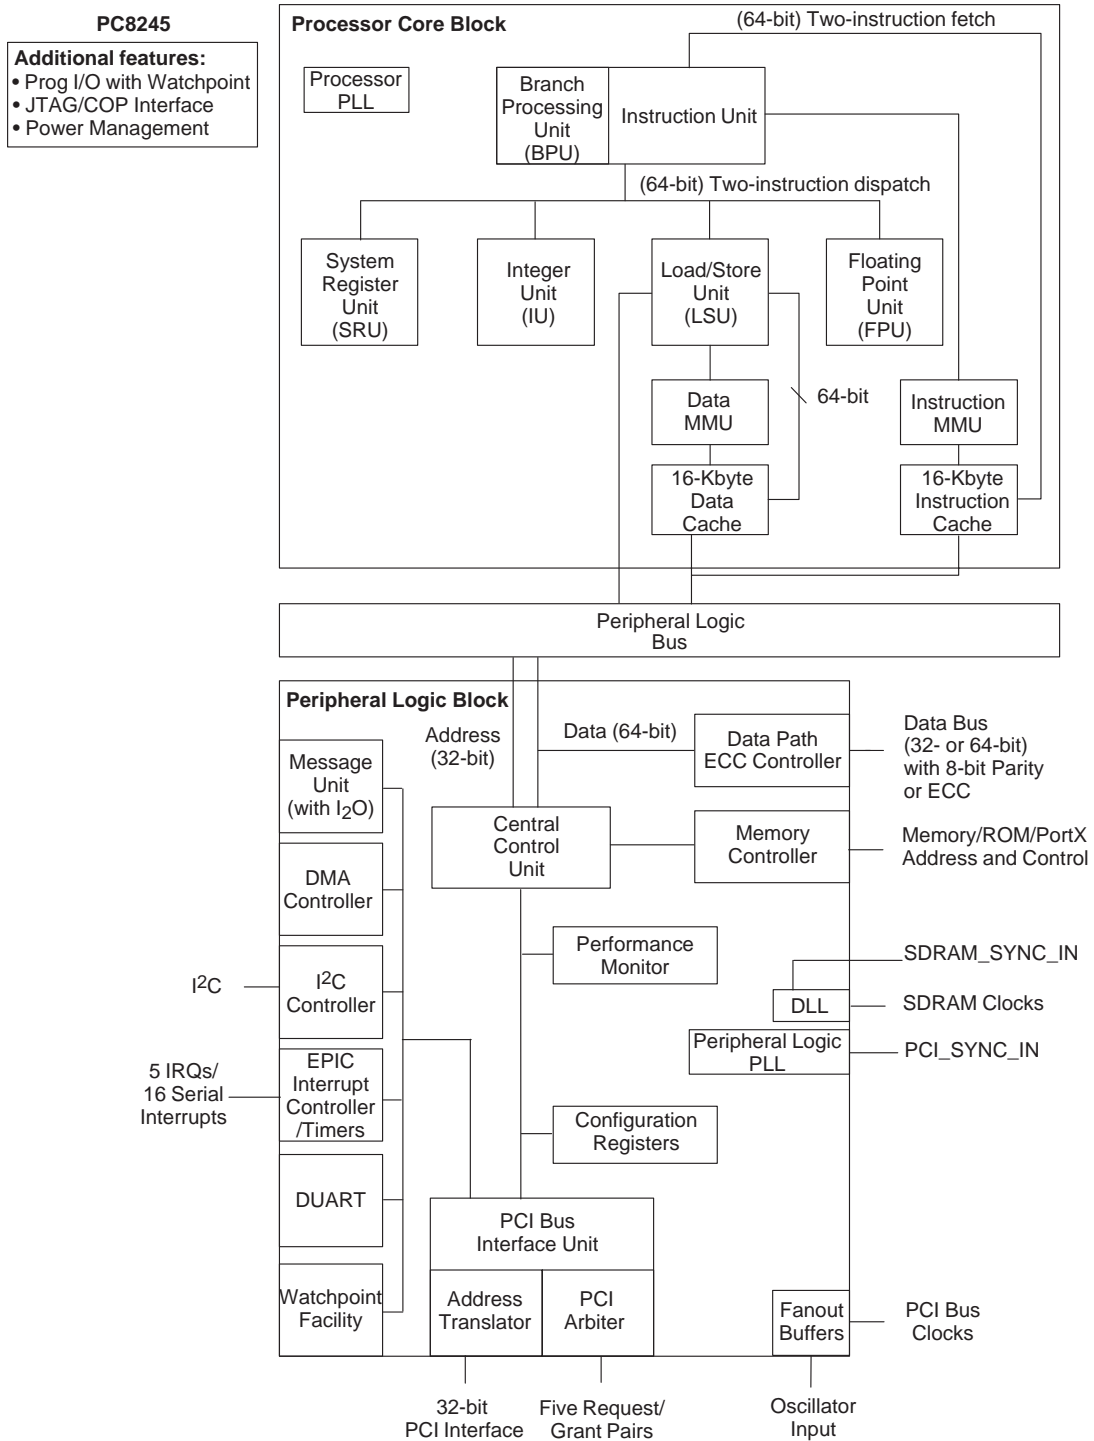 PC8245
Additional features:
• Prog I/O with Watchpoint
• JTAG/COP Interface
• Power Management
Processor Core Block
(64-bit) Two-instruction fetch
Processor
PLL
Branch
Processing
Unit
(BPU)
Instruction Unit
(64-bit) Two-instruction dispatch
System
Register
Unit
(SRU)
Integer
Unit
(IU)
Load/Store
Unit
(LSU)
Floating
Point
Unit
(FPU)
64-bit
Data
MMU
Instruction
MMU
16-Kbyte
Data
Cache
16-Kbyte
Instruction
Cache
Peripheral Logic
Bus
Peripheral Logic Block
Address
(32-bit)
Data (64-bit)
Data Path
ECC Controller
Data Bus
(32- or 64-bit)
with 8-bit Parity
or ECC
Message
Unit
(with I2O)
Central
Control
Unit
Memory
Controller
Memory/ROM/PortX
Address and Control
DMA
Controller
Performance
Monitor
SDRAM_SYNC_IN
I2C
I2C
Controller
DLL
SDRAM Clocks
Peripheral Logic
PLL
PCI_SYNC_IN
5 IRQs/
16 Serial
Interrupts
EPIC
Interrupt
Controller
/Timers
Configuration
Registers
DUART
PCI Bus
Interface Unit
Watchpoint
Facility
Address
Translator
PCI
Arbiter
Fanout
Buffers
PCI Bus
Clocks
32-bit
PCI Interface
Five Request/
Grant Pairs
Oscillator
Input